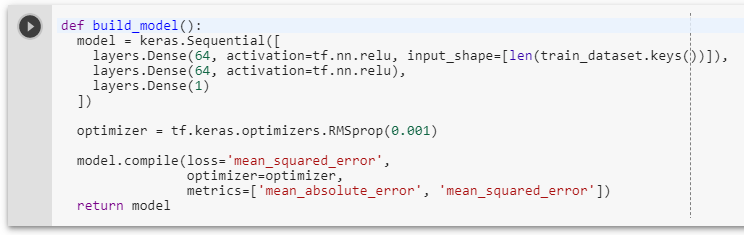 def build_model():
  model = keras.Sequential([
    layers.Dense(64, activation=tf.nn.relu, input_shape=[len(train_dataset.keys())]),
    layers.Dense(64, activation=tf.nn.relu),
    layers.Dense(1)
  ])

  optimizer = tf.keras.optimizers.RMSprop(0.001)

  model.compile(loss='mean_squared_error',
                optimizer=optimizer,
                metrics=['mean_absolute_error', 'mean_squared_error'])
  return model